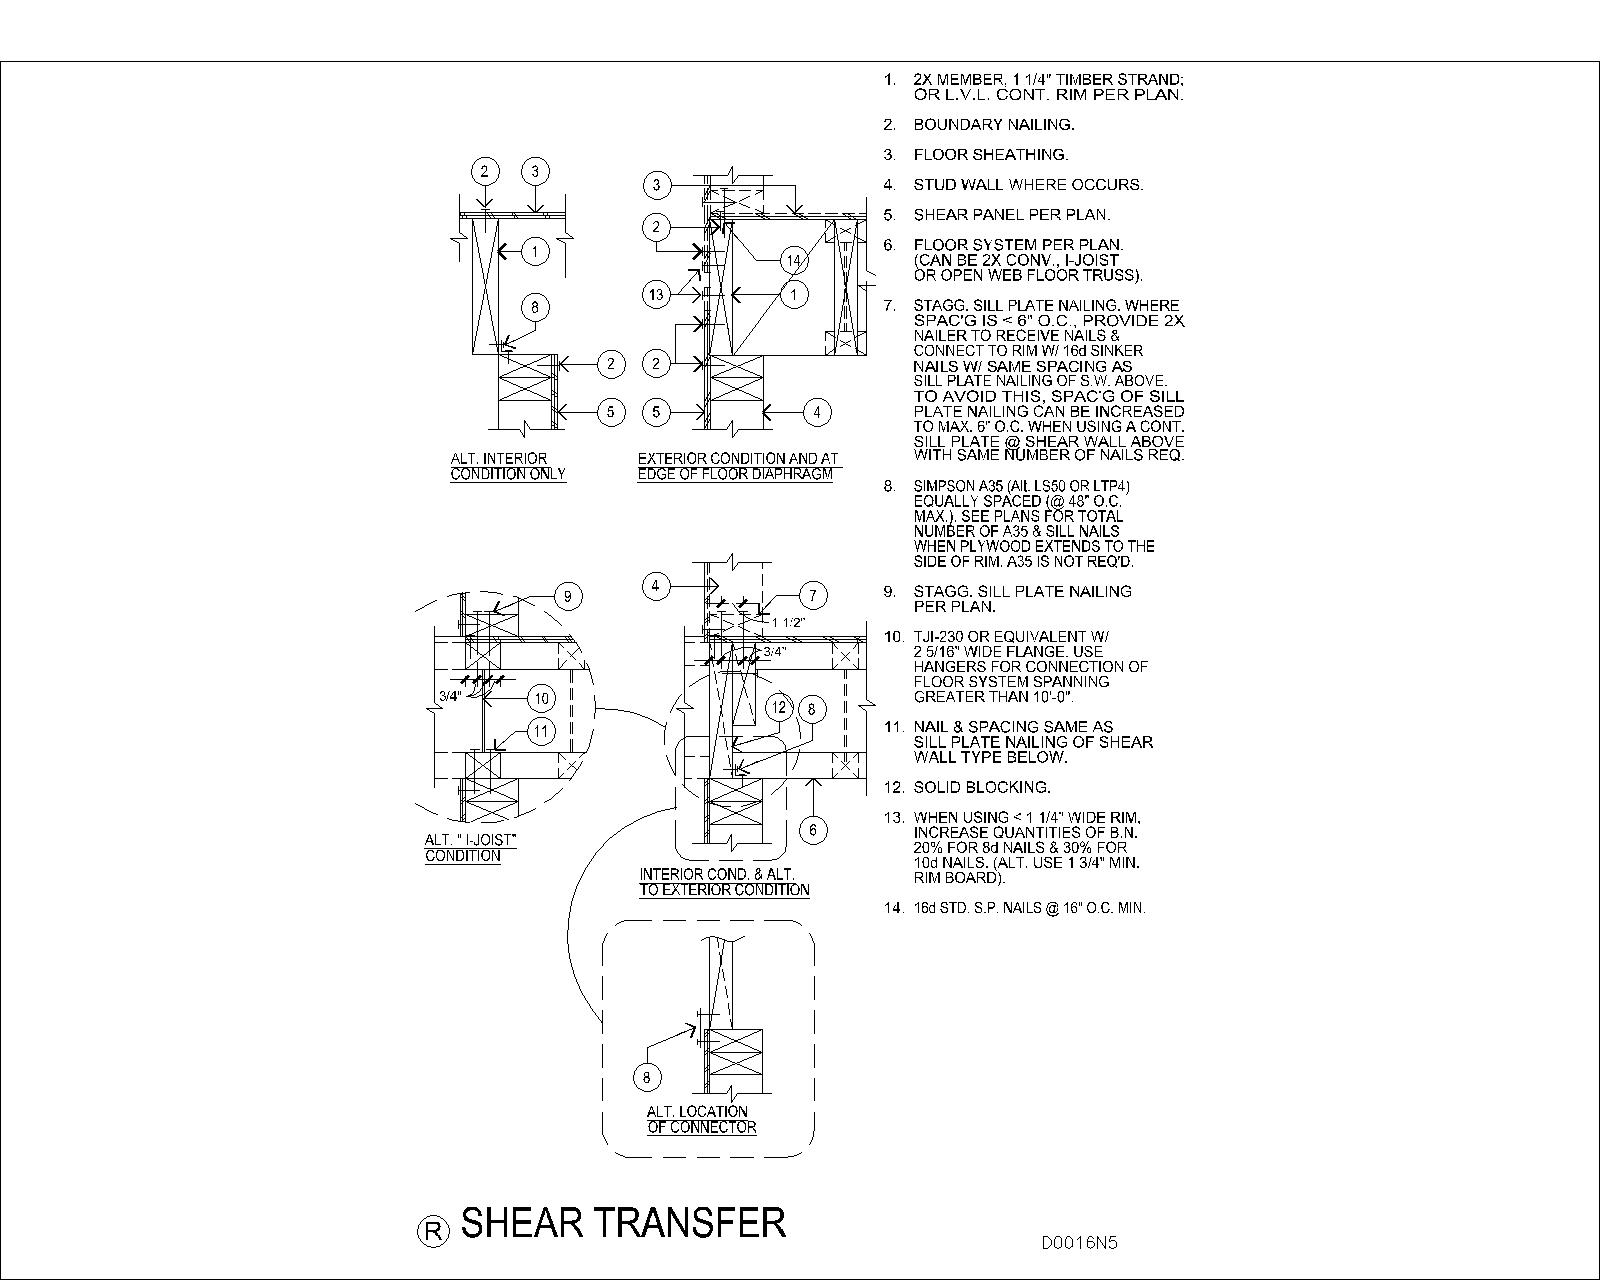 1. 2X MEMBER, 1 1/4" TIMBER STRAND;
OR L.V.L. CONT. RIM PER PLAN.
2. BOUNDARY NAILING.
3. FLOOR SHEATHING.
4. STUD WALL WHERE OCCURS.
5. SHEAR PANEL PER PLAN.
6. FLOOR SYSTEM PER PLAN.
(CAN BE 2X CONV., I-JOIST
OR OPEN WEB FLOOR TRUSS).
7. STAGG. SILL PLATE NAILING. WHERE
SPAC'G IS < 6" O.C., PROVIDE 2X
NAILER TO RECEIVE NAILS &
CONNECT TO RIM W/ 16d SINKER
NAILS W/ SAME SPACING AS
SILL PLATE NAILING OF S.W. ABOVE.
TO AVOID THIS, SPAC'G OF SILL
PLATE NAILING CAN BE INCREASED
TO MAX. 6" O.C. WHEN USING A CONT.
SILL PLATE @ SHEAR WALL ABOVE
WITH SAME NUMBER OF NAILS REQ.
8. SIMPSON A35 (Alt. LS50 OR LTP4)
EQUALLY SPACED (@ 48" O.C.
MAX.). SEE PLANS FOR TOTAL
NUMBER OF A35 & SILL NAILS
WHEN PLYWOOD EXTENDS TO THE
SIDE OF RIM. A35 IS NOT REQ'D.
9. STAGG. SILL PLATE NAILING
PER PLAN.
10. TJI-230 OR EQUIVALENT W/
2 5/16" WIDE FLANGE. USE
HANGERS FOR CONNECTION OF
FLOOR SYSTEM SPANNING
GREATER THAN 10'-0".
11. NAIL & SPACING SAME AS
SILL PLATE NAILING OF SHEAR
WALL TYPE BELOW.
12. SOLID BLOCKING.
13. WHEN USING < 1 1/4" WIDE RIM,
INCREASE QUANTITIES OF B.N.
20% FOR 8d NAILS & 30% FOR
10d NAILS. (ALT. USE 1 3/4" MIN.
RIM BOARD).
14. 16d STD. S.P. NAILS @ 16" O.C. MIN.
2
3
1
8
2
5
ALT. INTERIOR
CONDITION ONLY
3
2
14
13
1
2
5
4
EXTERIOR CONDITION AND AT
EDGE OF FLOOR DIAPHRAGM
9
3/4"
10
11
ALT. " I-JOIST"
CONDITION
4
7
1 1/2"
3/4"
12
8
6
INTERIOR COND. & ALT.
TO EXTERIOR CONDITION
8
ALT. LOCATION
OF CONNECTOR
R SHEAR TRANSFER
D0016N5